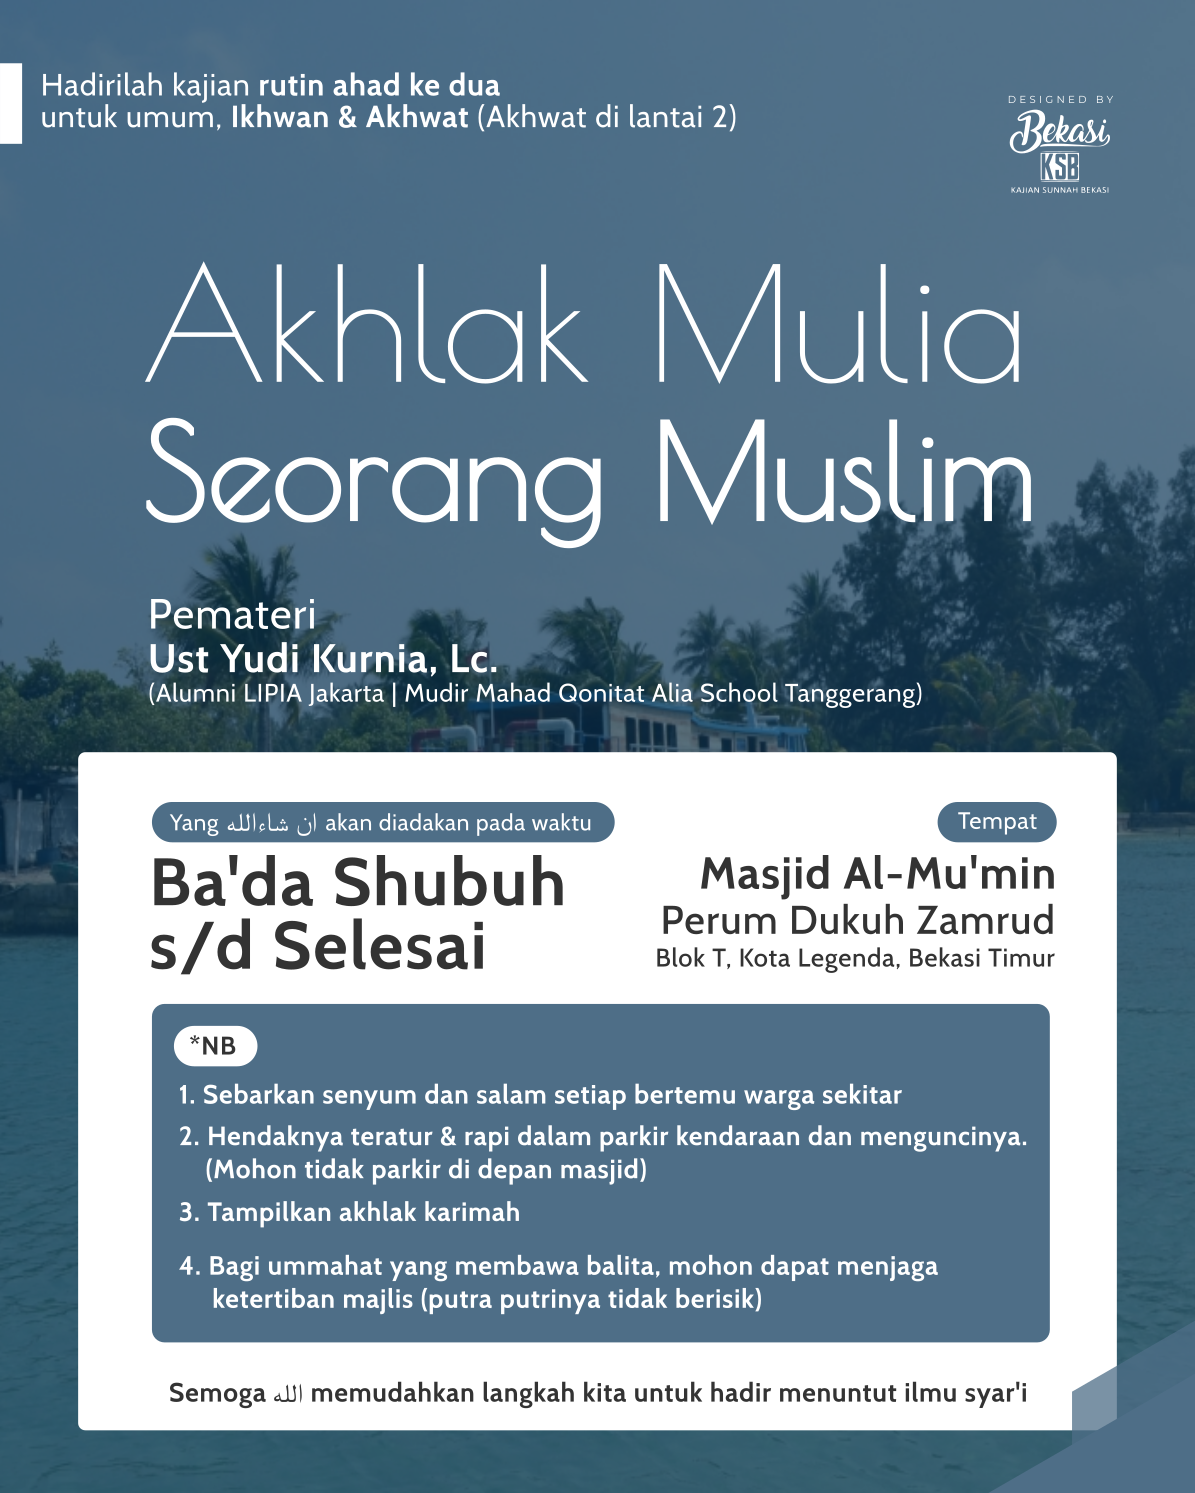 Hadirilah kajian rutin ahad ke dua
untuk umum, Ikhwan & Akhwat (Akhwat di lantai 2)
DESIGNED BY
Bekasi
KSB
KAJIAN SUNNAH BEKASI
Akhlak Mulia
Seorang Muslim
Pemateri
Ust Yudi Kurnia, Lc.
(Alumni LIPIA Jakarta | Mudir Mahad Qonitat Alia School Tanggerang)
Yang ان شاءالله akan diadakan pada waktu
Ba'da Shubuh
s/d Selesai
Tempat
Masjid Al-Mu'min
Perum Dukuh Zamrud
Blok T, Kota Legenda, Bekasi Timur
*NB
1. Sebarkan senyum dan salam setiap bertemu warga sekitar
2. Hendaknya teratur & rapi dalam parkir kendaraan dan menguncinya.
(Mohon tidak parkir di depan masjid)
3. Tampilkan akhlak karimah
4. Bagi ummahat yang membawa balita, mohon dapat menjaga
ketertiban majlis (putra putrinya tidak berisik)
Semoga الله memudahkan langkah kita untuk hadir menuntut ilmu syar'i